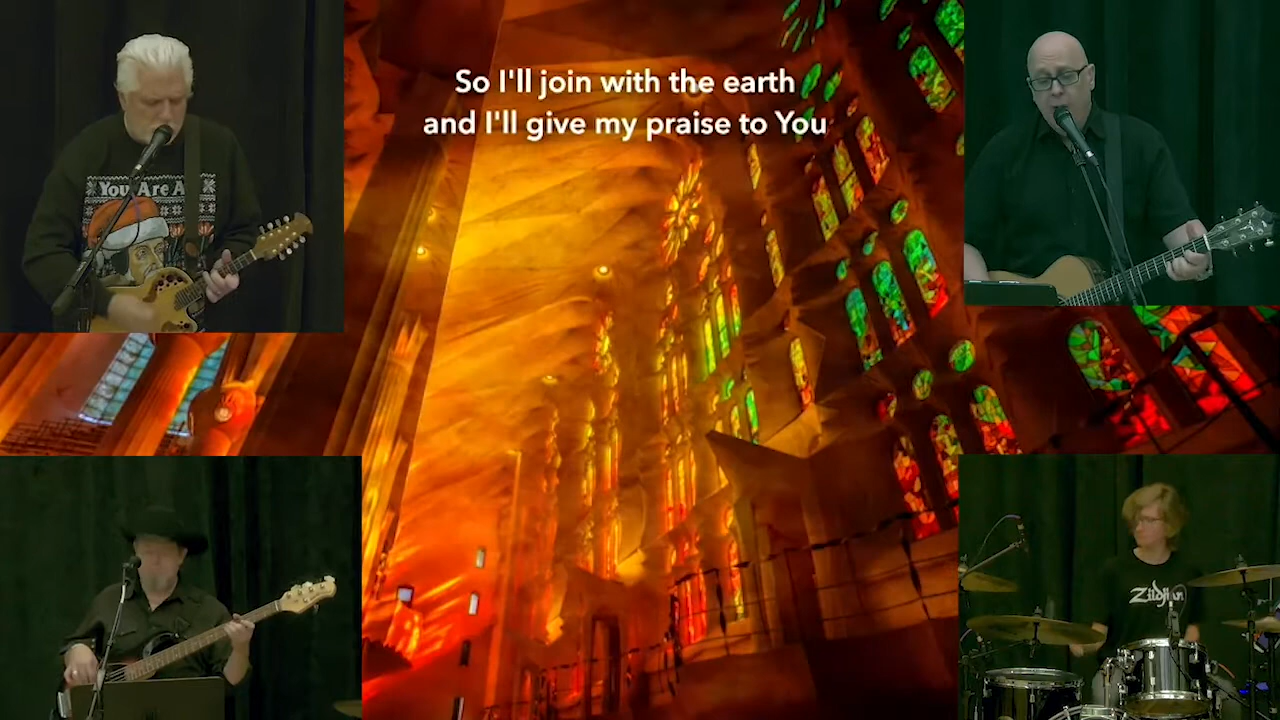 So I'll join with the earth
and I'll give my praise to You
You Are A
Zildjian